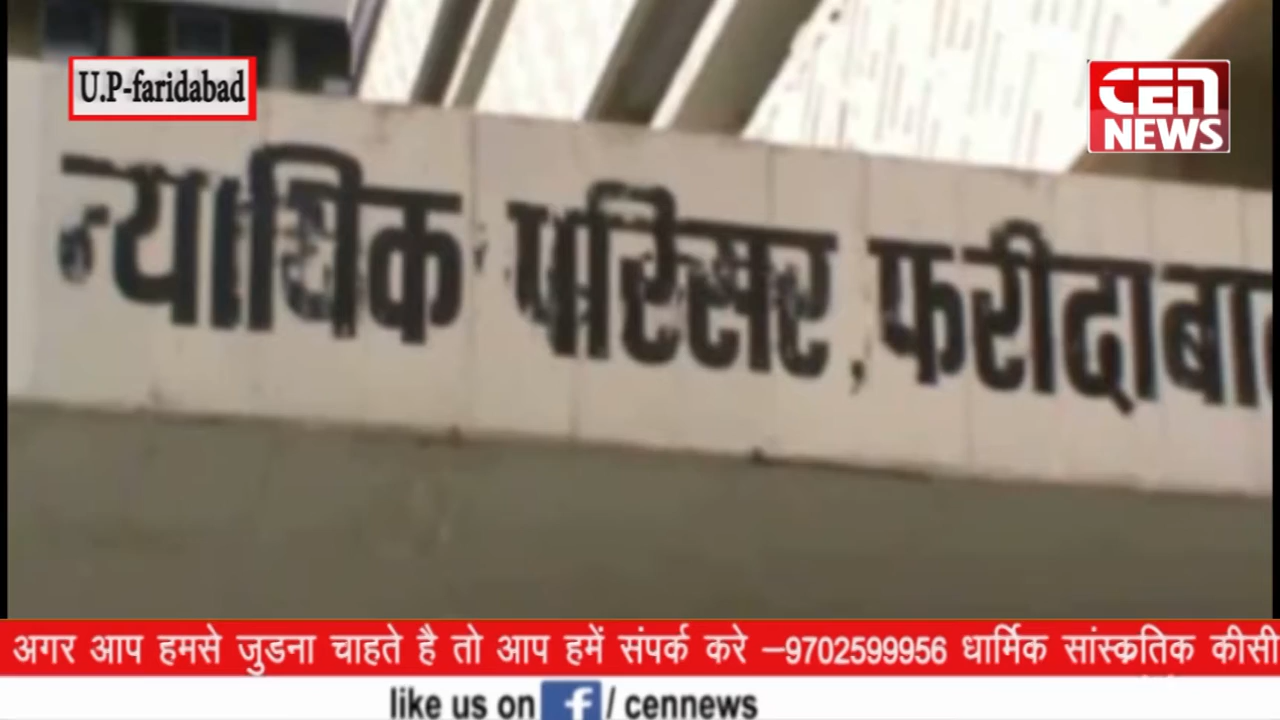 U.P-faridabad
CEN
NEWS
न्यायिक परिसर, फरीदाबाद
अगर आप हमसे जुडना चाहते है तो आप हमें संपर्क करे –9702599956 धार्मिक सांस्कृतिक कीसी
like us on f / cennews